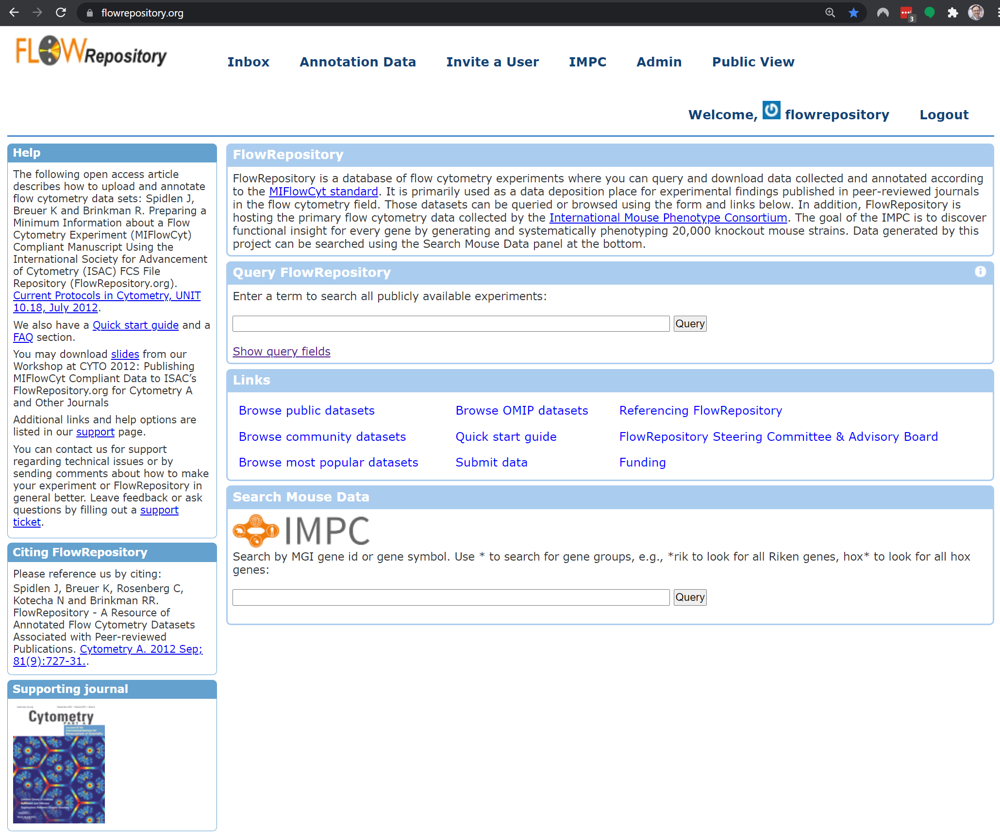 flowrepository.org
3
FLOWRepository
Inbox Annotation Data Invite a User IMPC Admin Public View
Welcome, flowrepository Logout
Help
The following open access article
describes how to upload and annotate
flow cytometry data sets: Spidlen J,
Breuer K and Brinkman R. Preparing a
Minimum Information about a Flow
Cytometry Experiment (MIFlowCyt)
Compliant Manuscript Using the
International Society for Advancement
of Cytometry (ISAC) FCS File
Repository (FlowRepository.org).
Current Protocols in Cytometry, UNIT
10.18, July 2012.
We also have a Quick start guide and a
FAQ section.
You may download slides from our
Workshop at CYTO 2012: Publishing
MIFlowCyt Compliant Data to ISAC’s
FlowRepository.org for Cytometry A
and Other Journals
Additional links and help options are
listed in our support page.
You can contact us for support
regarding technical issues or by
sending comments about how to make
your experiment or FlowRepository in
general better. Leave feedback or ask
questions by filling out a support
ticket.
Citing FlowRepository
Please reference us by citing:
Spidlen J, Breuer K, Rosenberg C,
Kotecha N and Brinkman RR.
FlowRepository - A Resource of
Annotated Flow Cytometry Datasets
Associated with Peer-reviewed
Publications. Cytometry A. 2012 Sep;
81(9):727-31..
Supporting journal
Cytometry
PART A
FlowRepository
FlowRepository is a database of flow cytometry experiments where you can query and download data collected and annotated according
to the MIFlowCyt standard. It is primarily used as a data deposition place for experimental findings published in peer-reviewed journals
in the flow cytometry field. Those datasets can be queried or browsed using the form and links below. In addition, FlowRepository is
hosting the primary flow cytometry data collected by the International Mouse Phenotype Consortium. The goal of the IMPC is to discover
functional insight for every gene by generating and systematically phenotyping 20,000 knockout mouse strains. Data generated by this
project can be searched using the Search Mouse Data panel at the bottom.
Query FlowRepository
Enter a term to search all publicly available experiments:
Query
Show query fields
Links
Browse public datasets Browse OMIP datasets Referencing FlowRepository
Browse community datasets Quick start guide FlowRepository Steering Committee & Advisory Board
Browse most popular datasets Submit data Funding
Search Mouse Data
IMPC
Search by MGI gene id or gene symbol. Use * to search for gene groups, e.g., *rik to look for all Riken genes, hox* to look for all hox
genes:
Query